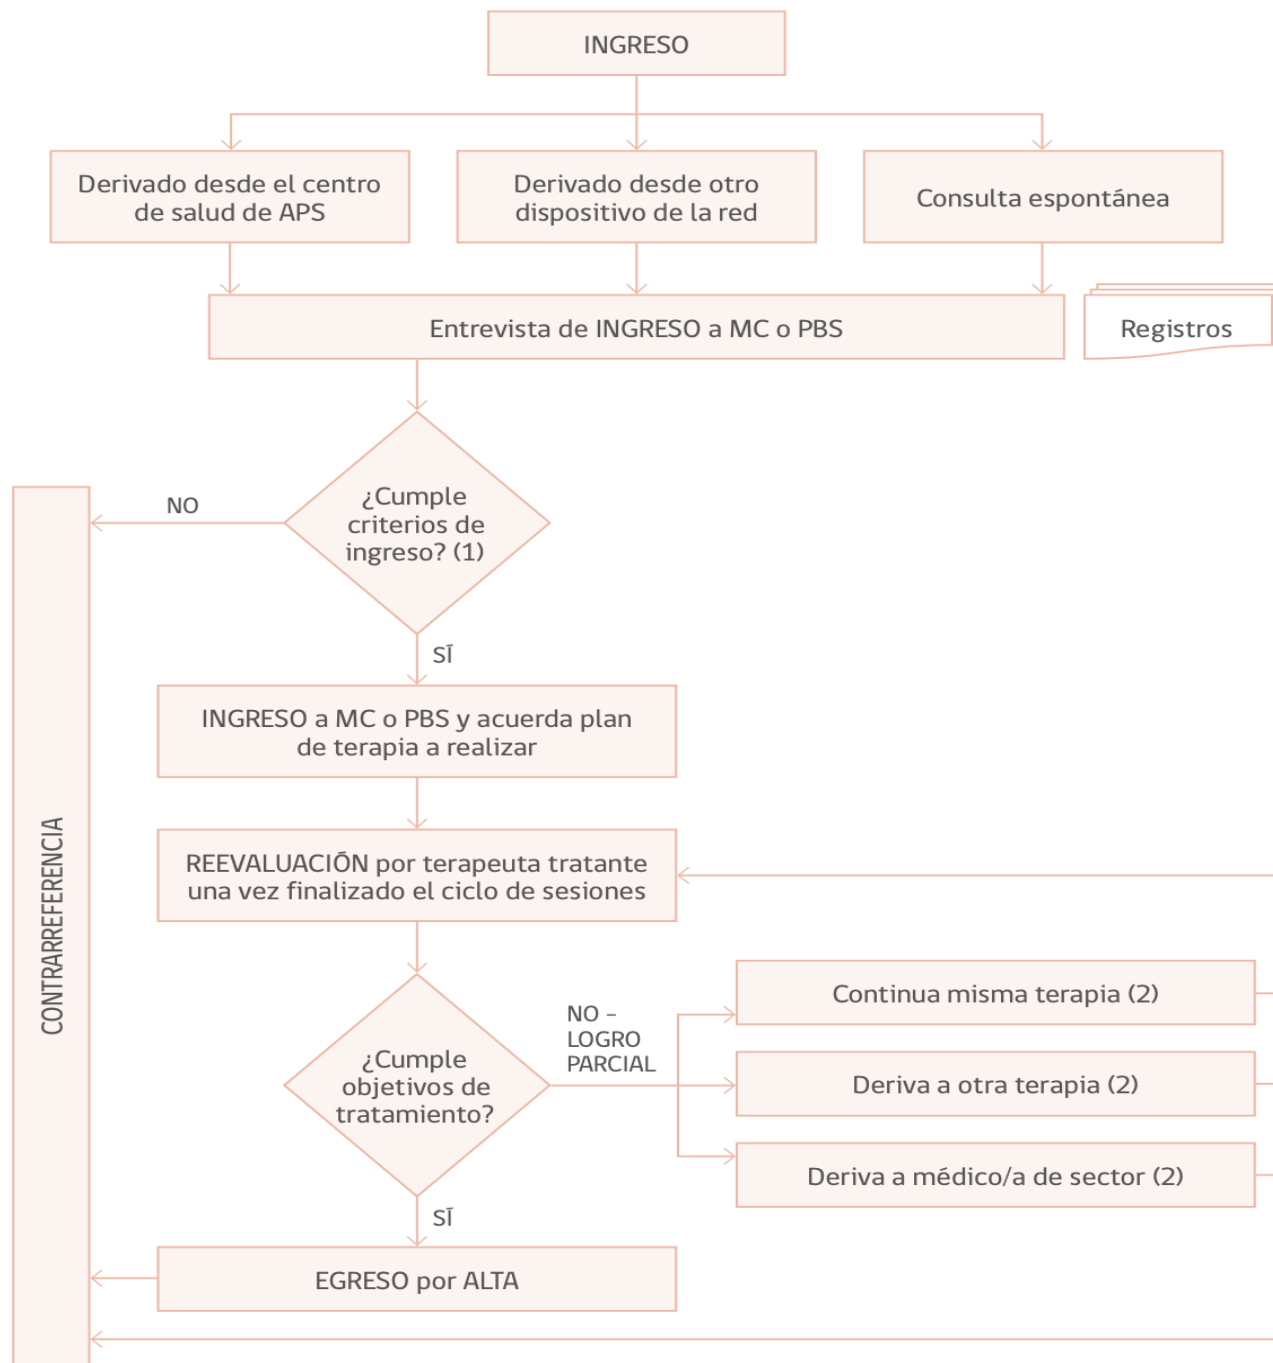 INGRESO
Derivado desde el centro
de salud de APS
Derivado desde otro
dispositivo de la red
Consulta espontánea
Entrevista de INGRESO a MC o PBS
Registros
¿Cumple
criterios de
ingreso? (1)
NO
SÍ
INGRESO a MC o PBS y acuerda plan
de terapia a realizar
REEVALUACIÓN por terapeuta tratante
una vez finalizado el ciclo de sesiones
CONTRARREFERENCIA
¿Cumple
objetivos de
tratamiento?
NO –
LOGRO
PARCIAL
Continua misma terapia (2)
Deriva a otra terapia (2)
Deriva a médico/a de sector (2)
SÍ
EGRESO por ALTA